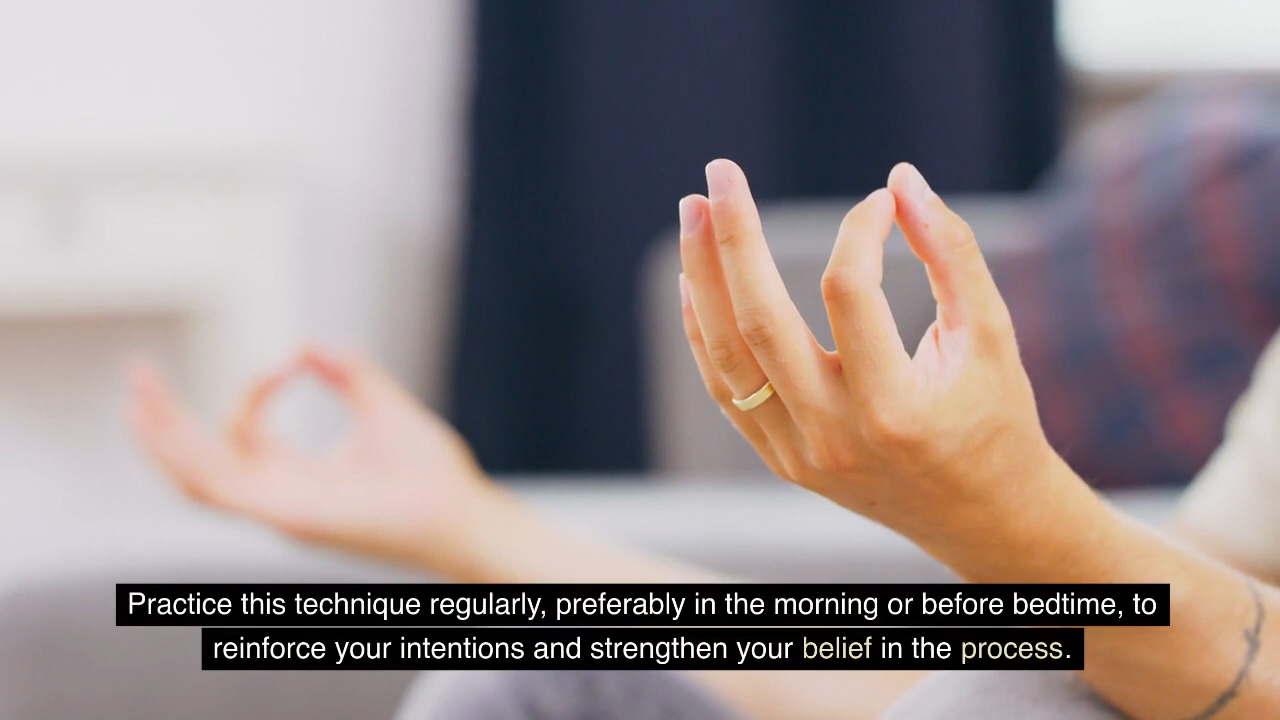 Practice this technique regularly, preferably in the morning or before bedtime, to
reinforce your intentions and strengthen your belief in the process.